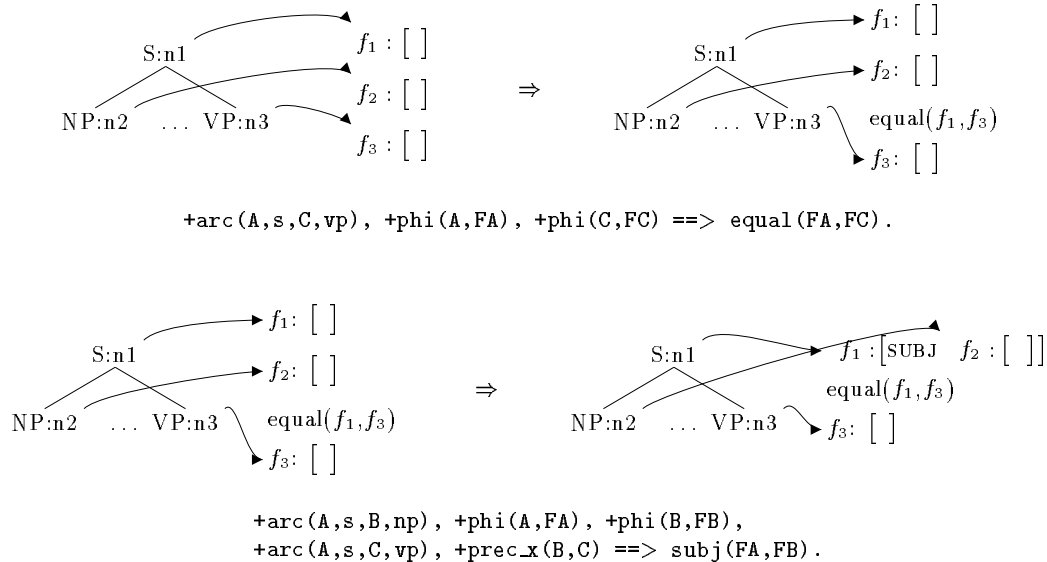 f₁ : [ ] f₁ : [ ]
S:n1 S:n1
f₂ : [ ] ⇒ f₂ : [ ]
NP:n2 ... VP:n3 NP:n2 ... VP:n3 equal(f₁,f₃)
f₃ : [ ] f₃ : [ ]
+arc(A,s,C,vp), +phi(A,FA), +phi(C,FC) ==> equal(FA,FC).
f₁ : [ ]
S:n1 S:n1 f₁ : [SUBJ f₂ : [ ]]
f₂ : [ ] ⇒ equal(f₁,f₃)
NP:n2 ... VP:n3 equal(f₁,f₃) NP:n2 ... VP:n3 f₃ : [ ]
f₃ : [ ]
+arc(A,s,B,np), +phi(A,FA), +phi(B,FB),
+arc(A,s,C,vp), +prec_x(B,C) ==> subj(FA,FB).